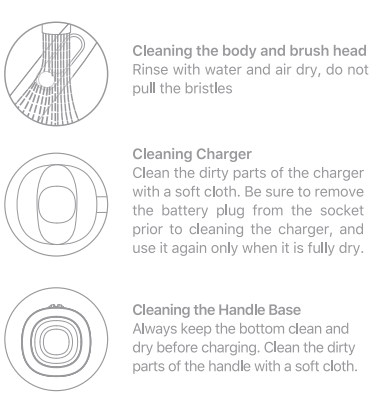 Cleaning the body and brush head
Rinse with water and air dry, do not
pull the bristles
Cleaning Charger
Clean the dirty parts of the charger
with a soft cloth. Be sure to remove
the battery plug from the socket
prior to cleaning the charger, and
use it again only when it is fully dry.
Cleaning the Handle Base
Always keep the bottom clean and
dry before charging. Clean the dirty
parts of the handle with a soft cloth.